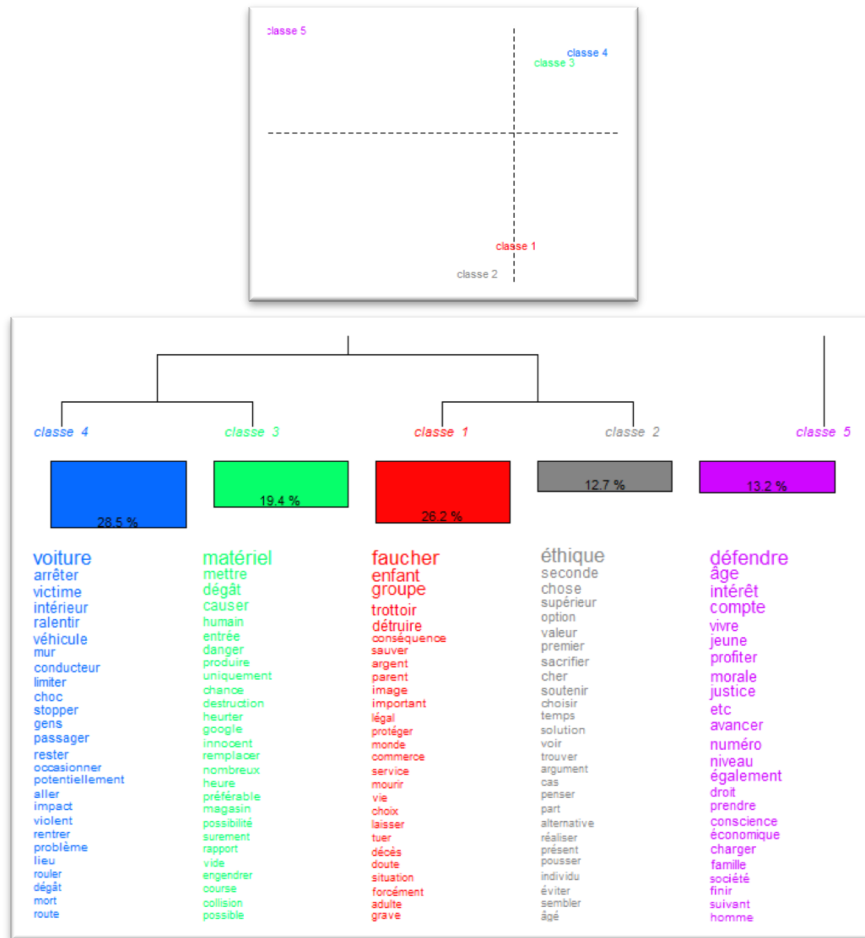 classe 5
classe 4
classe 3
classe 1
classe 2
classe 4 classe 3 classe 1 classe 2 classe 5
28.5 % 19.4 % 26.2 % 12.7 % 13.2 %
voiture
arrêter
victime
intérieur
ralentir
véhicule
mur
conducteur
limiter
choc
stopper
gens
passager
rester
occasionner
potentiellement
aller
impact
violent
rentrer
problème
lieu
rouler
dégât
mort
route
matériel
mettre
dégât
causer
humain
entrée
danger
produire
uniquement
chance
destruction
heurter
google
innocent
remplacer
nombreux
heure
préférable
magasin
possibilité
surement
rapport
vide
engendrer
course
collision
possible
faucher
enfant
groupe
trottoir
détruire
conséquence
sauver
argent
parent
image
important
légal
protéger
monde
commerce
service
mourir
vie
choix
laisser
tuer
décès
doute
situation
forcément
adulte
grave
éthique
seconde
chose
supérieur
option
valeur
premier
sacrifier
cher
soutenir
choisir
temps
solution
voir
trouver
argument
cas
penser
part
alternative
réaliser
présent
pousser
individu
éviter
sembler
âgé
défendre
âge
intérêt
compte
vivre
jeune
profiter
morale
justice
etc
avancer
numéro
niveau
également
droit
prendre
conscience
économique
charger
famille
société
finir
suivant
homme